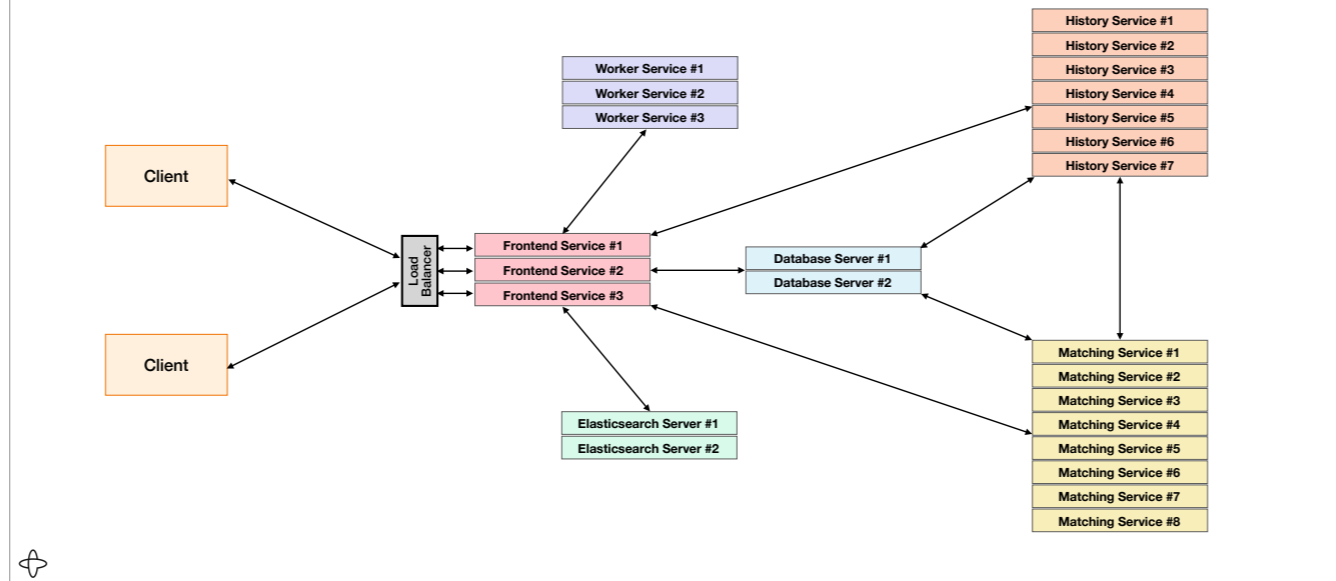 History Service #1
History Service #2
History Service #3
History Service #4
History Service #5
History Service #6
History Service #7
Worker Service #1
Worker Service #2
Worker Service #3
Client
Client
Load
Balancer
Frontend Service #1
Frontend Service #2
Frontend Service #3
Database Server #1
Database Server #2
Elasticsearch Server #1
Elasticsearch Server #2
Matching Service #1
Matching Service #2
Matching Service #3
Matching Service #4
Matching Service #5
Matching Service #6
Matching Service #7
Matching Service #8